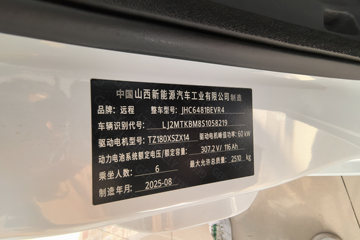 中国山西新能源汽车工业有限公司制造
品牌：远程 整车型号：JHC6481BEVR4
车辆识别代号：LJ2MTKBM8S1058219
驱动电机型号：TZ180XSZX14 驱动电机峰值功率：60 kW
动力电池系统额定电压/额定容量：307.2 V/ 116 Ah
乘坐人数：6 最大允许总质量：2510 kg
制造年月：2025-08